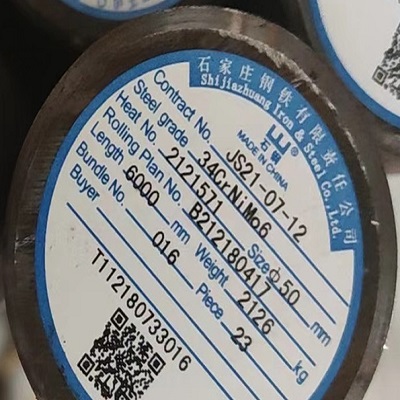 石家庄钢铁有限责任公司
Shijiazhuang Iron & Steel Co.,Ltd.
石钢
MADE IN CHINA
Contract No. JS21-07-12
Steel grade 34CrNiMo6 Size Φ50 mm
Heat No. 2121511
Rolling Plan No. B212180417
Length 6000 mm Weight 2126 kg
Bundle No. 016 Piece 23
Buyer
T112180733016